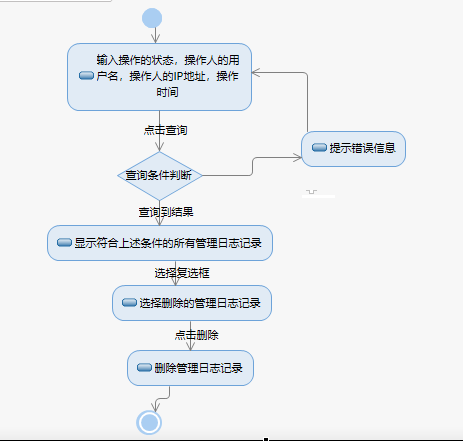 输入操作的状态，操作人的用
户名，操作人的IP地址，操作
时间
点击查询
提示错误信息
查询条件判断
查询到结果
显示符合上述条件的所有管理日志记录
选择复选框
选择删除的管理日志记录
点击删除
删除管理日志记录